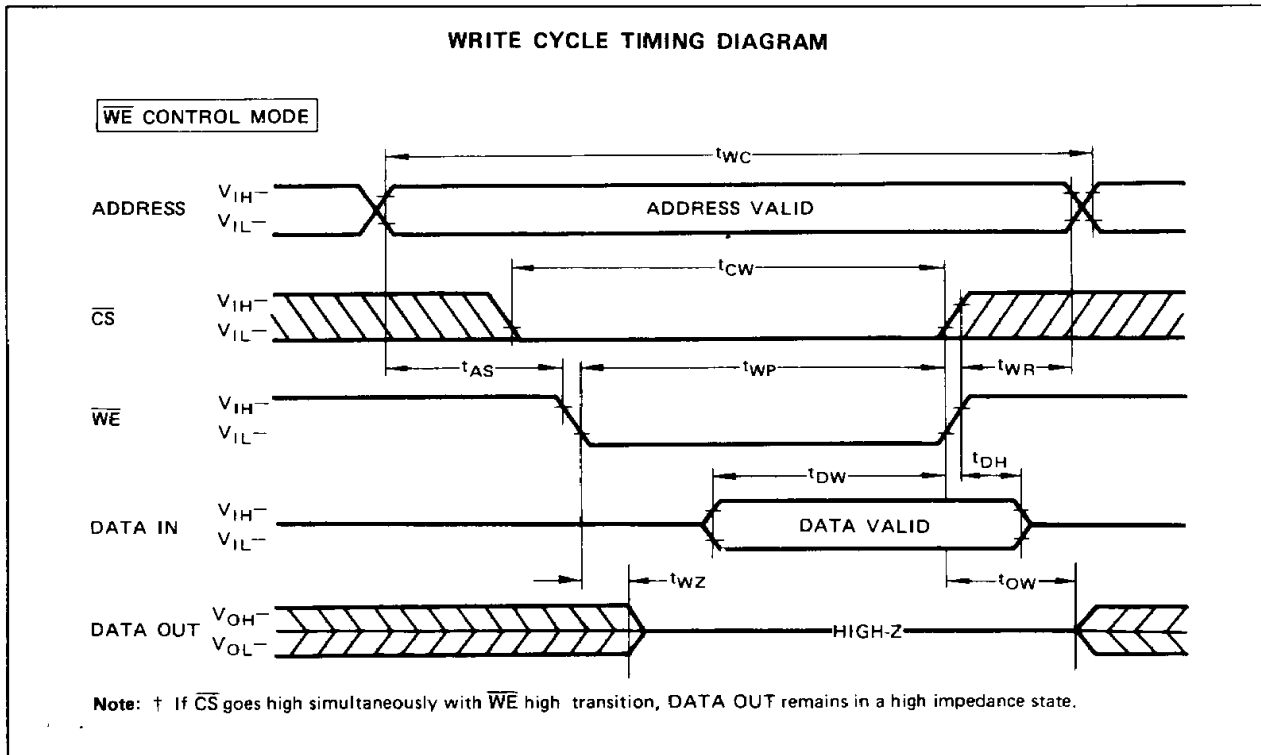 WRITE CYCLE TIMING DIAGRAM
WE CONTROL MODE
tWC
ADDRESS
VIH
VIL
ADDRESS VALID
tCW
CS
VIH
VIL
tAS
tWP
tWR
WE
VIH
VIL
tDW
tDH
DATA IN
VIH
VIL
DATA VALID
tWZ
tOW
DATA OUT
VOH
VOL
HIGH-Z
Note: † If CS goes high simultaneously with WE high transition, DATA OUT remains in a high impedance state.